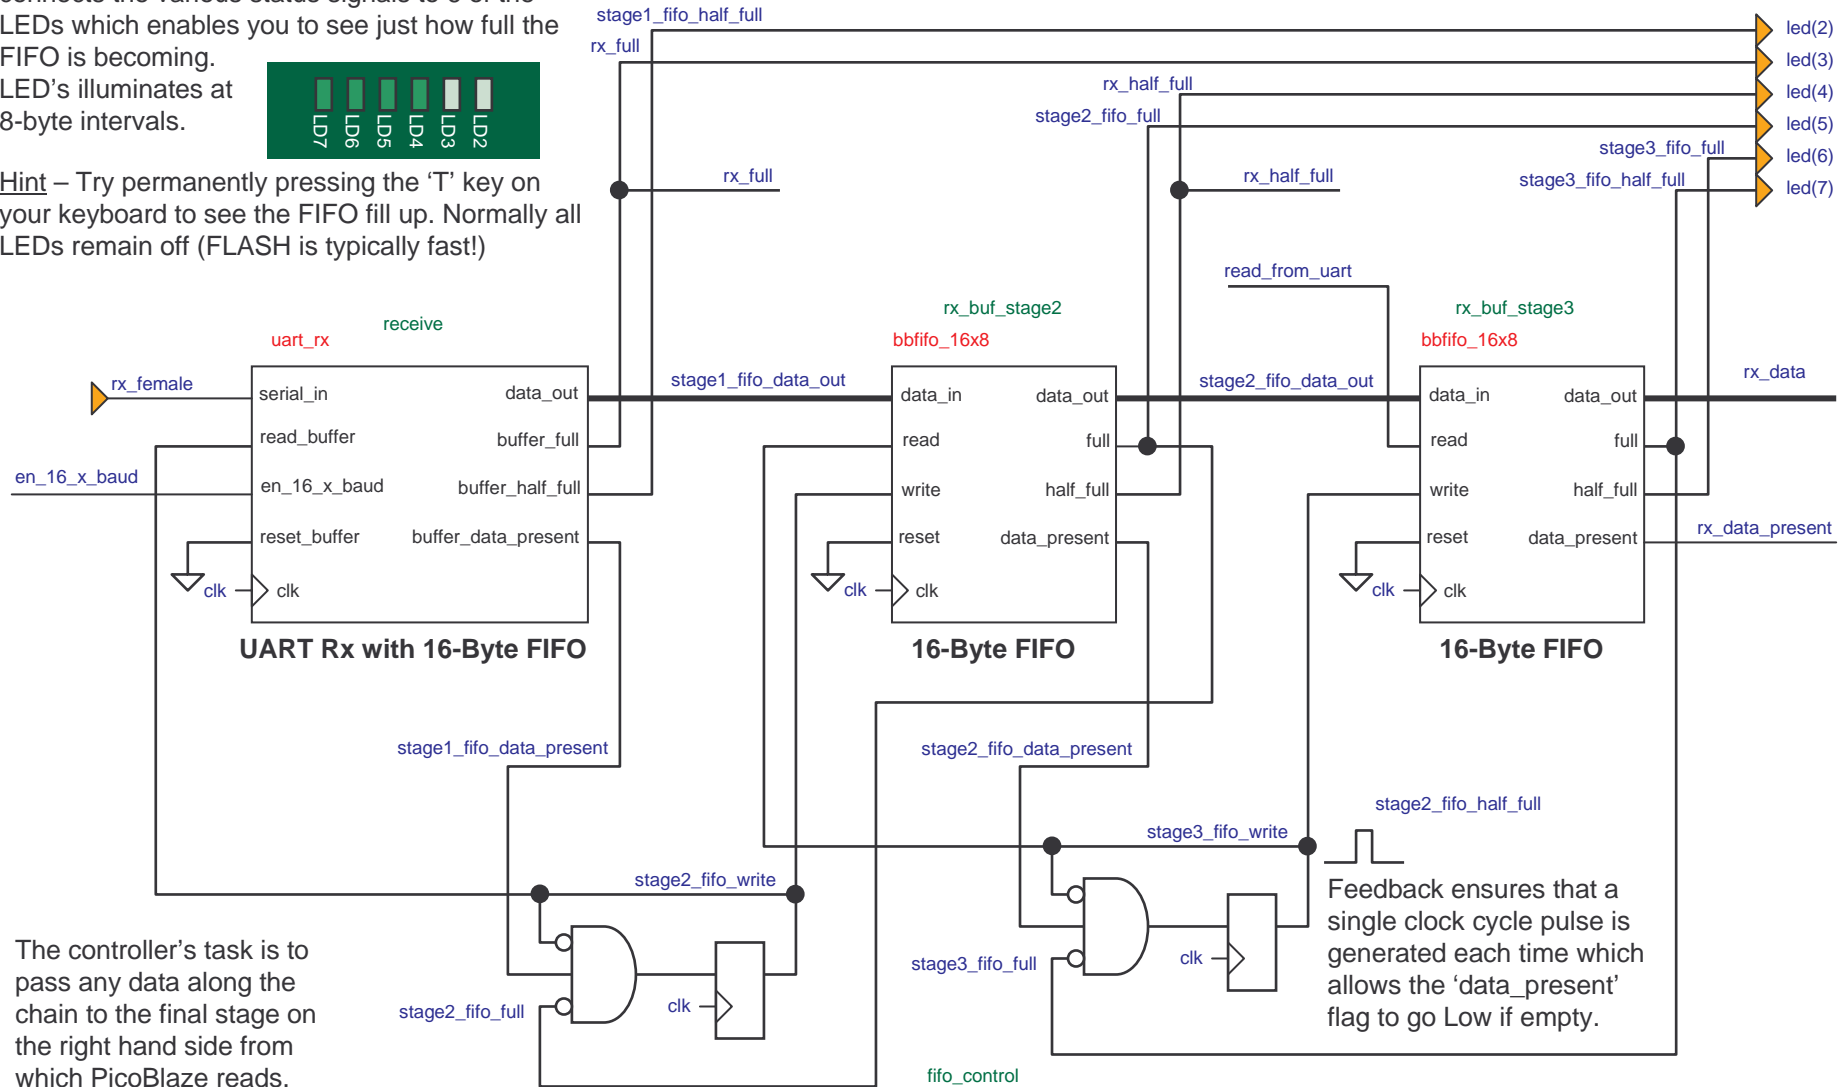 connects the various status signals to 6 of the
LEDs which enables you to see just how full the
FIFO is becoming.
LED's illuminates at
8-byte intervals.
LD7
LD6
LD5
LD4
LD3
LD2
Hint – Try permanently pressing the ‘T’ key on
your keyboard to see the FIFO fill up. Normally all
LEDs remain off (FLASH is typically fast!)
stage1_fifo_half_full
rx_full
rx_half_full
stage2_fifo_full
stage3_fifo_full
stage3_fifo_half_full
led(2)
led(3)
led(4)
led(5)
led(6)
led(7)
rx_full
rx_half_full
read_from_uart
receive
uart_rx
rx_female
en_16_x_baud
serial_in
read_buffer
en_16_x_baud
reset_buffer
clk
clk
data_out
buffer_full
buffer_half_full
buffer_data_present
UART Rx with 16-Byte FIFO
stage1_fifo_data_out
rx_buf_stage2
bbfifo_16x8
data_in
read
write
reset
clk
clk
data_out
full
half_full
data_present
16-Byte FIFO
stage2_fifo_data_out
rx_buf_stage3
bbfifo_16x8
data_in
read
write
reset
clk
clk
data_out
full
half_full
data_present
16-Byte FIFO
rx_data
rx_data_present
stage1_fifo_data_present
stage2_fifo_data_present
stage2_fifo_half_full
stage3_fifo_write
stage2_fifo_write
stage3_fifo_full
clk
stage2_fifo_full
clk
Feedback ensures that a
single clock cycle pulse is
generated each time which
allows the ‘data_present’
flag to go Low if empty.
The controller’s task is to
pass any data along the
chain to the final stage on
the right hand side from
which PicoBlaze reads.
fifo_control